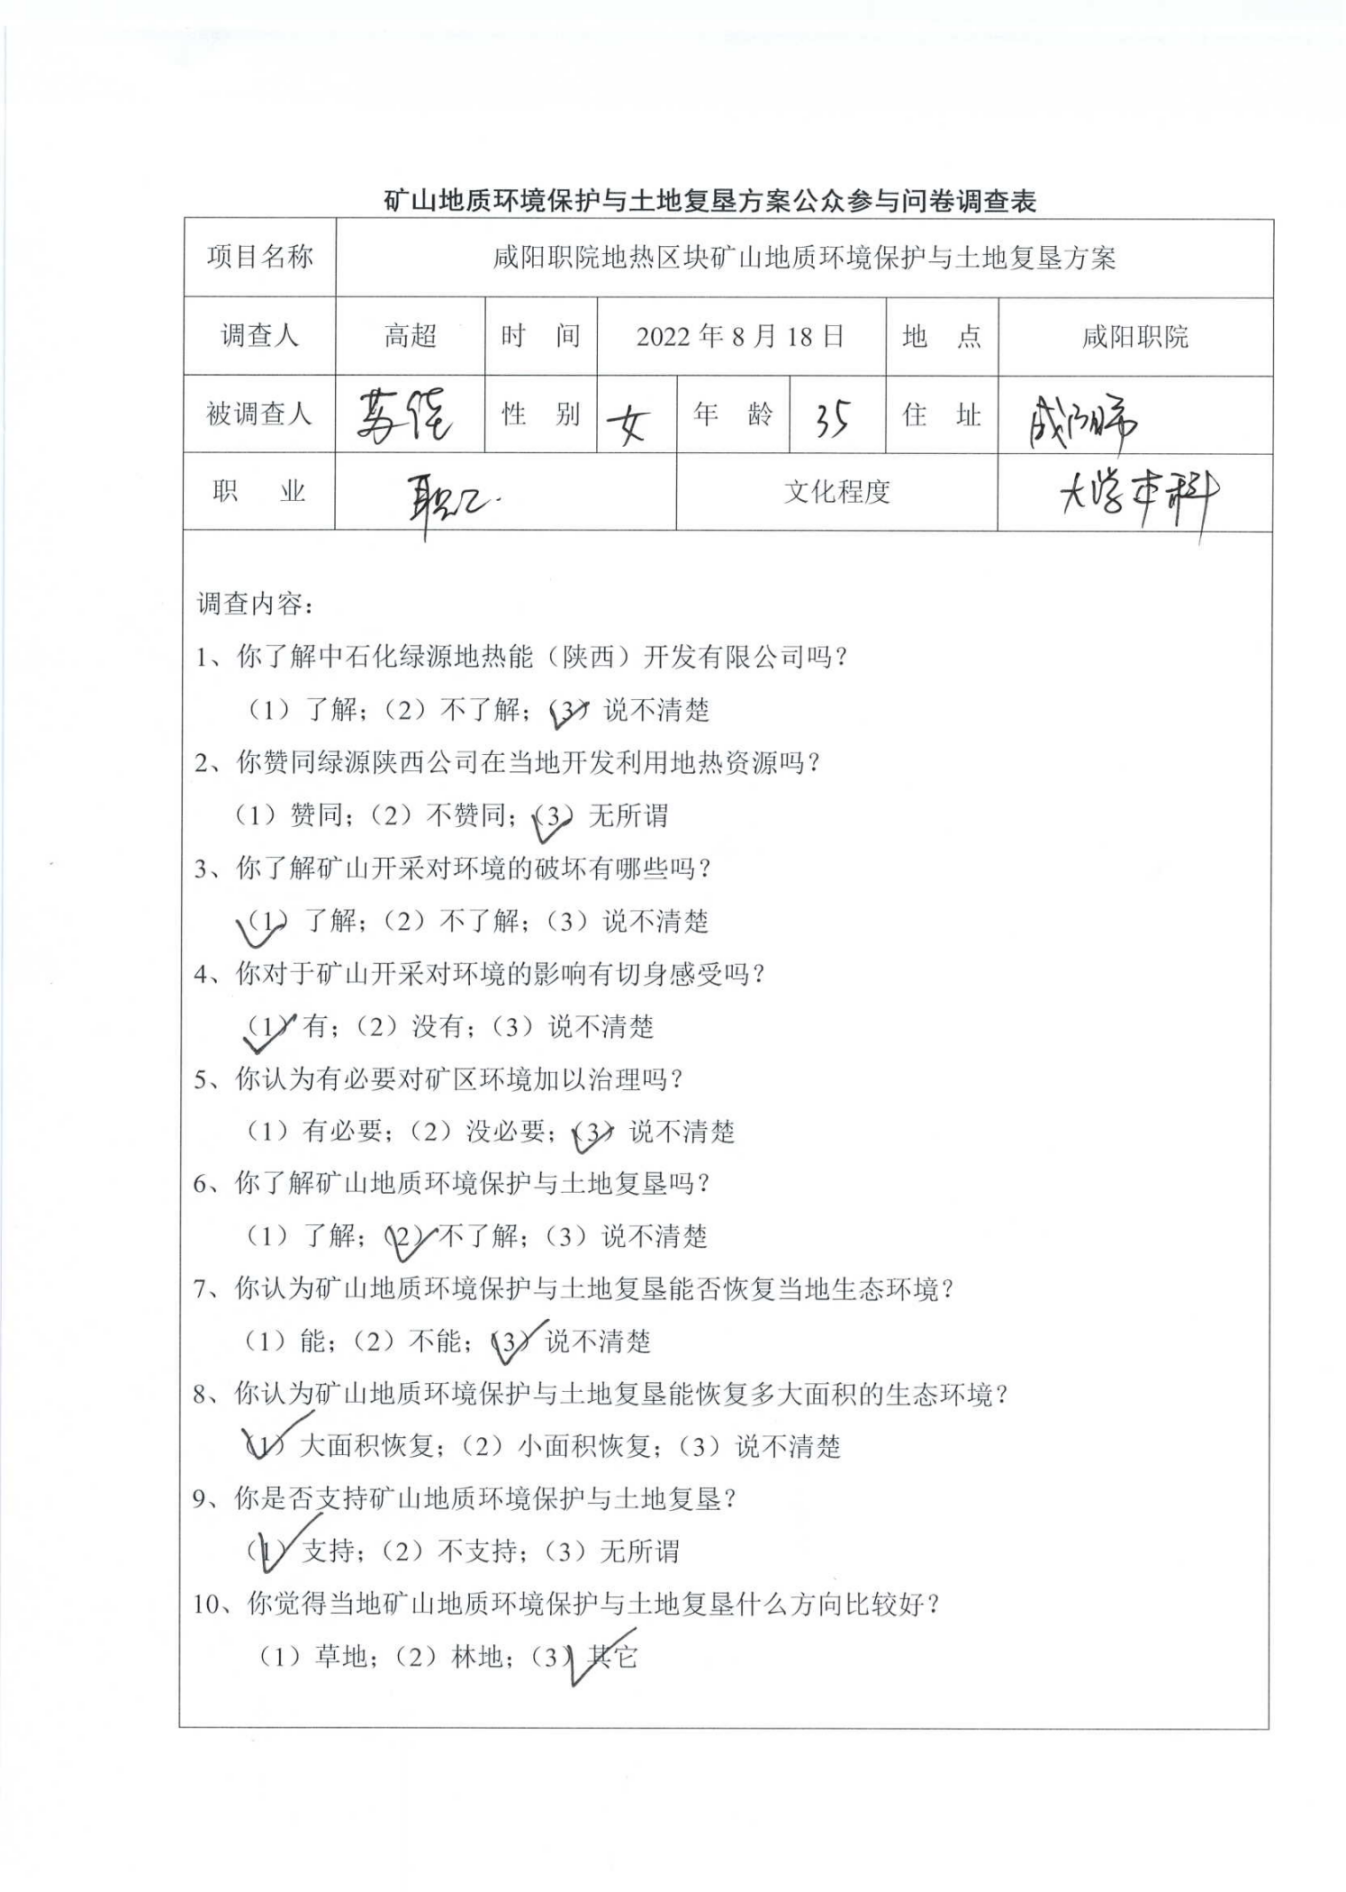 矿山地质环境保护与土地复垦方案公众参与问卷调查表
项目名称 咸阳职院地热区块矿山地质环境保护与土地复垦方案
调查人 高超 时 间 2022 年 8 月 18 日 地 点 咸阳职院
被调查人 苏佳 性 别 女 年 龄 35 住 址 咸阳市
职 业 职工 文化程度 大学本科
调查内容：
1、你了解中石化绿源地热能（陕西）开发有限公司吗？
（1）了解；（2）不了解；（3）说不清楚
2、你赞同绿源陕西公司在当地开发利用地热资源吗？
（1）赞同；（2）不赞同；（3）无所谓
3、你了解矿山开采对环境的破坏有哪些吗？
（1）了解；（2）不了解；（3）说不清楚
4、你对于矿山开采对环境的影响有切身感受吗？
（1）有；（2）没有；（3）说不清楚
5、你认为有必要对矿区环境加以治理吗？
（1）有必要；（2）没必要；（3）说不清楚
6、你了解矿山地质环境保护与土地复垦吗？
（1）了解；（2）不了解；（3）说不清楚
7、你认为矿山地质环境保护与土地复垦能否恢复当地生态环境？
（1）能；（2）不能；（3）说不清楚
8、你认为矿山地质环境保护与土地复垦能恢复多大面积的生态环境？
（1）大面积恢复；（2）小面积恢复；（3）说不清楚
9、你是否支持矿山地质环境保护与土地复垦？
（1）支持；（2）不支持；（3）无所谓
10、你觉得当地矿山地质环境保护与土地复垦什么方向比较好？
（1）草地；（2）林地；（3）其它